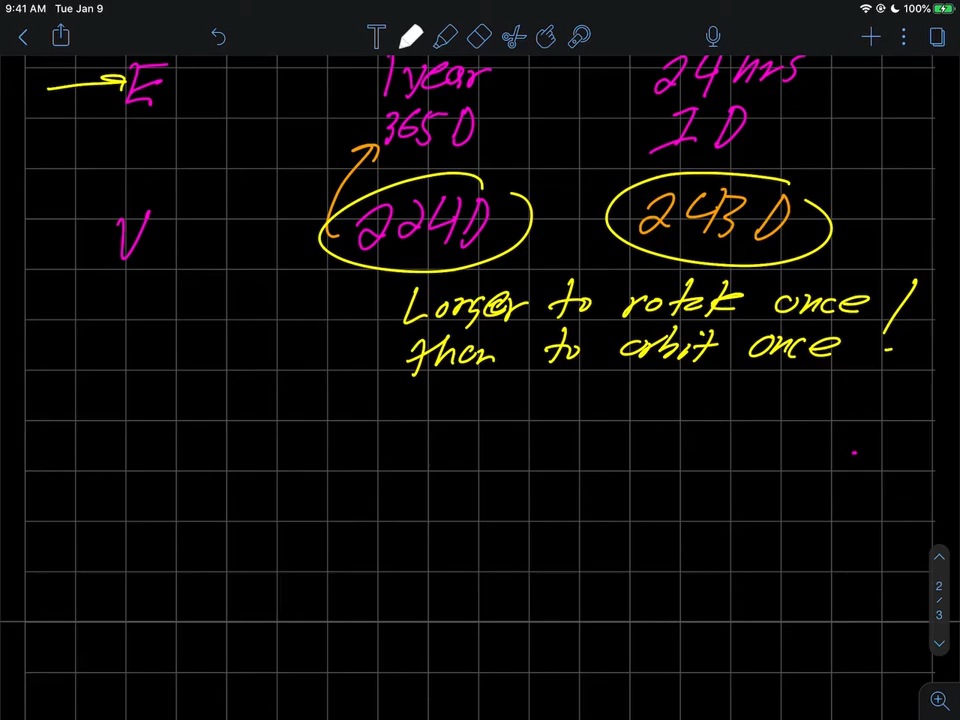 9:41 AM Tue Jan 9 100%
E 1 year 24 hrs
365 D 1 D
V 224 D 243 D
Longer to rotate once!
than to orbit once
T
2
/
3